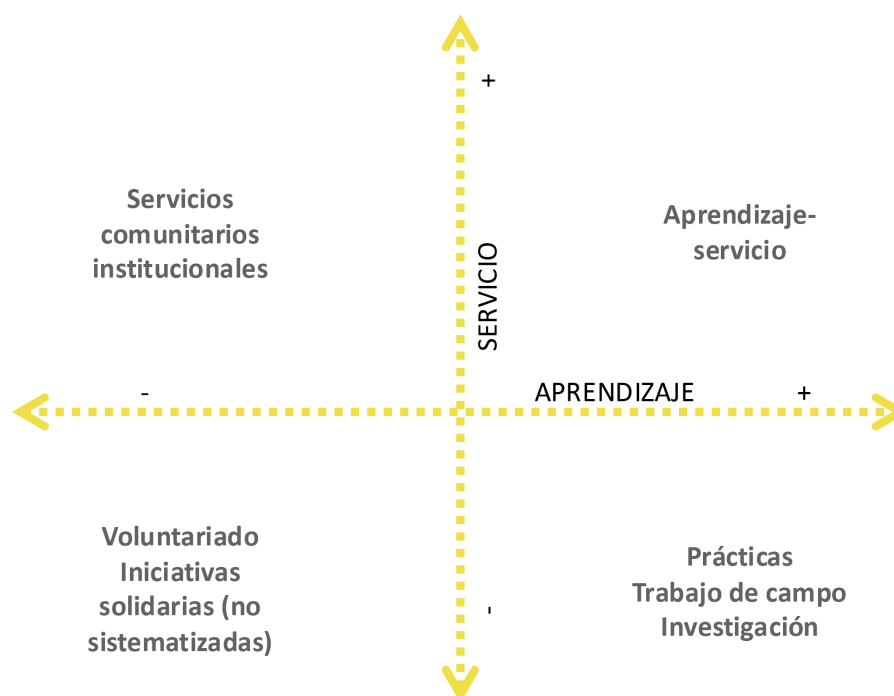 +
Servicios
comunitarios
institucionales
Aprendizaje-
servicio
SERVICIO
-
APRENDIZAJE
+
Voluntariado
Iniciativas
solidarias (no
sistematizadas)
Prácticas
Trabajo de campo
Investigación
-